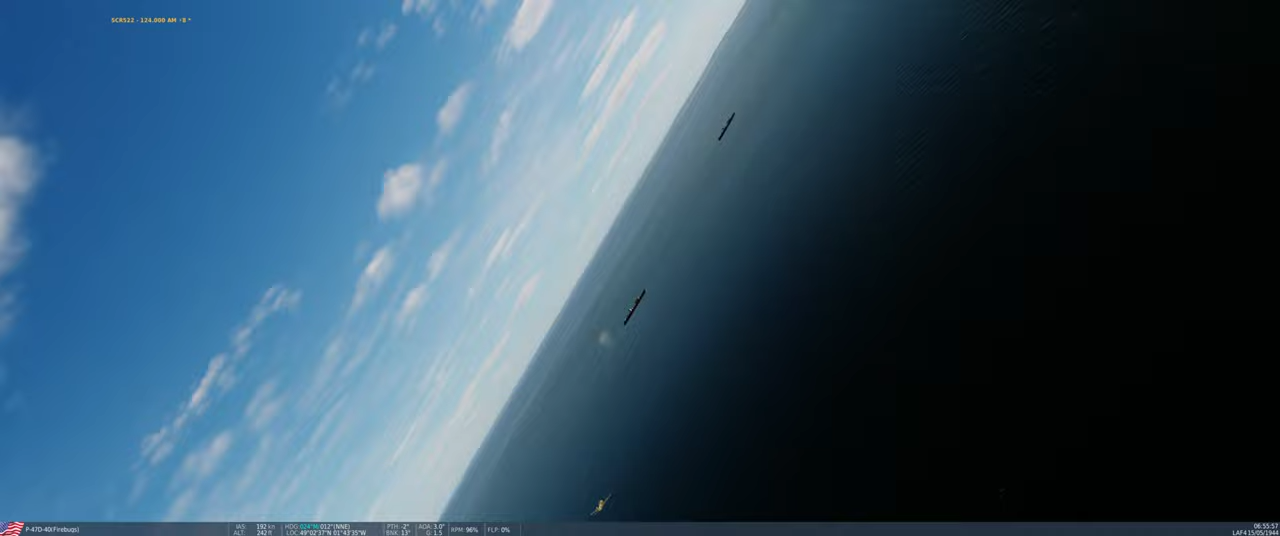 SCR522 - 124.000 AM
P-47D-40(Firebugs)
IAS: 192 kn
ALT: 242 ft
HDG: 012°(NNE)
LOC: 49°02'37"N 01°43'35"W
PTH: -2°
BNK: 13°
AOA: 3.0°
G: 1.5
RPM: 96%
FLP: 0%
06:55:57
LAF4 15/05/1944